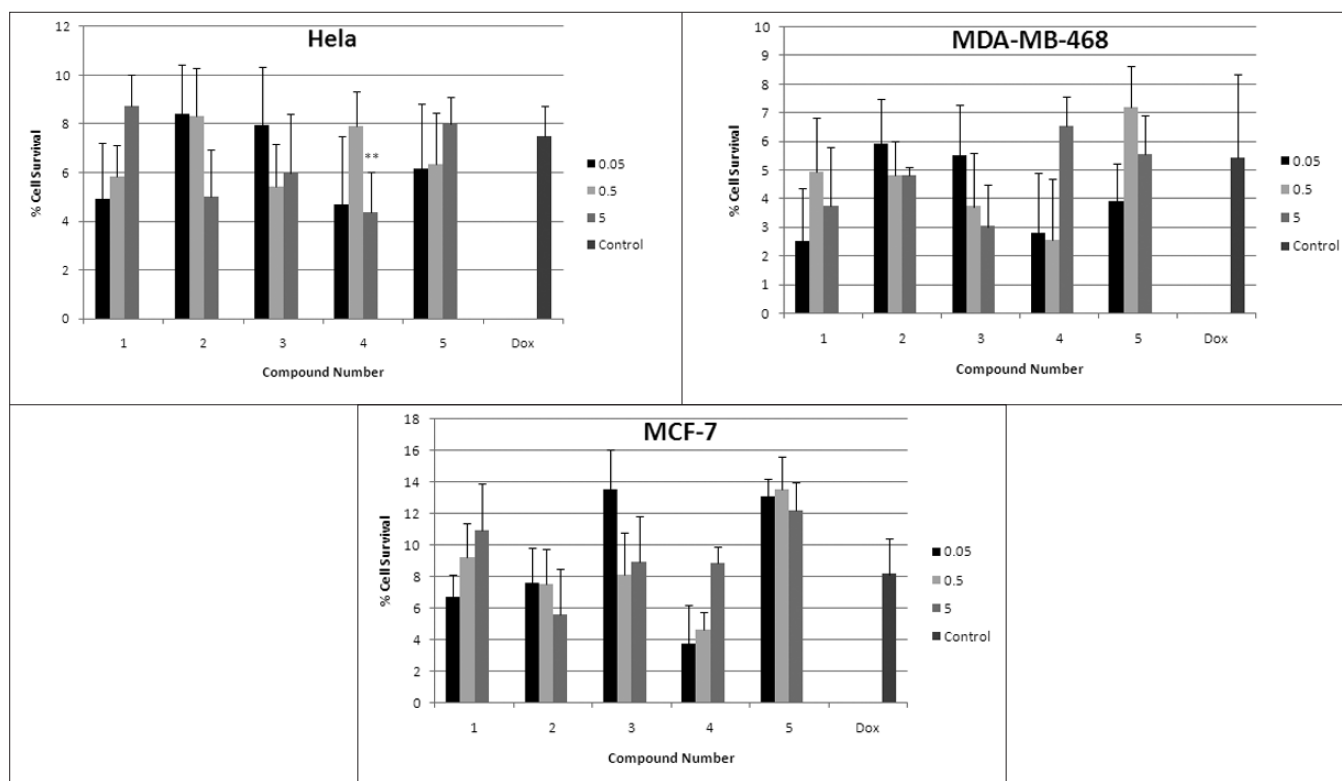 Hela
12
10
8
6
4
2
0
% Cell Survival
**
1 2 3 4 5 Dox
Compound Number
0.05
0.5
5
Control
MDA-MB-468
10
9
8
7
6
5
4
3
2
1
0
% Cell Survival
1 2 3 4 5 Dox
Compound Number
0.05
0.5
5
Control
MCF-7
18
16
14
12
10
8
6
4
2
0
% Cell Survival
1 2 3 4 5 Dox
Compound Number
0.05
0.5
5
Control